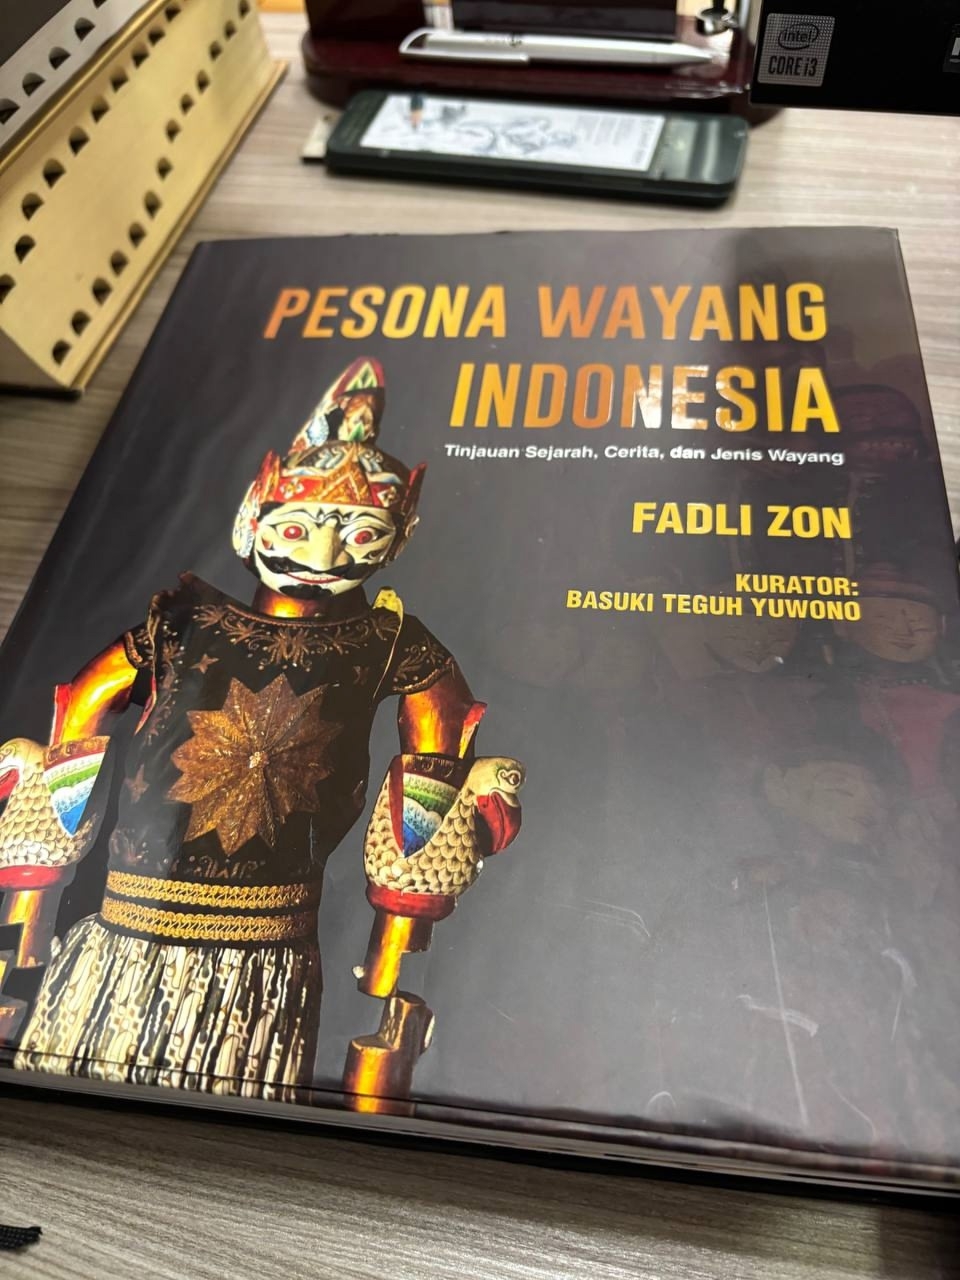 intel
CORE i3
PESONA WAYANG
INDONESIA
Tinjauan Sejarah, Cerita, dan Jenis Wayang
FADLI ZON
KURATOR:
BASUKI TEGUH YUWONO